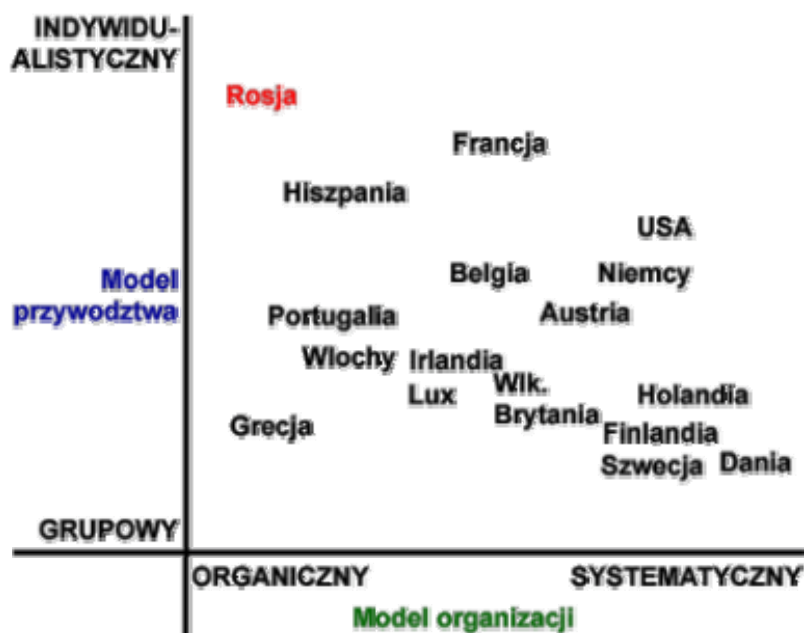 INDYWIDU-
ALISTYCZNY
Rosja
Francja
Hiszpania
USA
Model
przywodztwa
Belgia
Niemcy
Portugalia
Austria
Wlochy
Irlandia
Lux
Wlk.
Brytania
Holandia
Grecja
Finlandia
Szwecja
Dania
GRUPOWY
ORGANICZNY
SYSTEMATYCZNY
Model organizacji